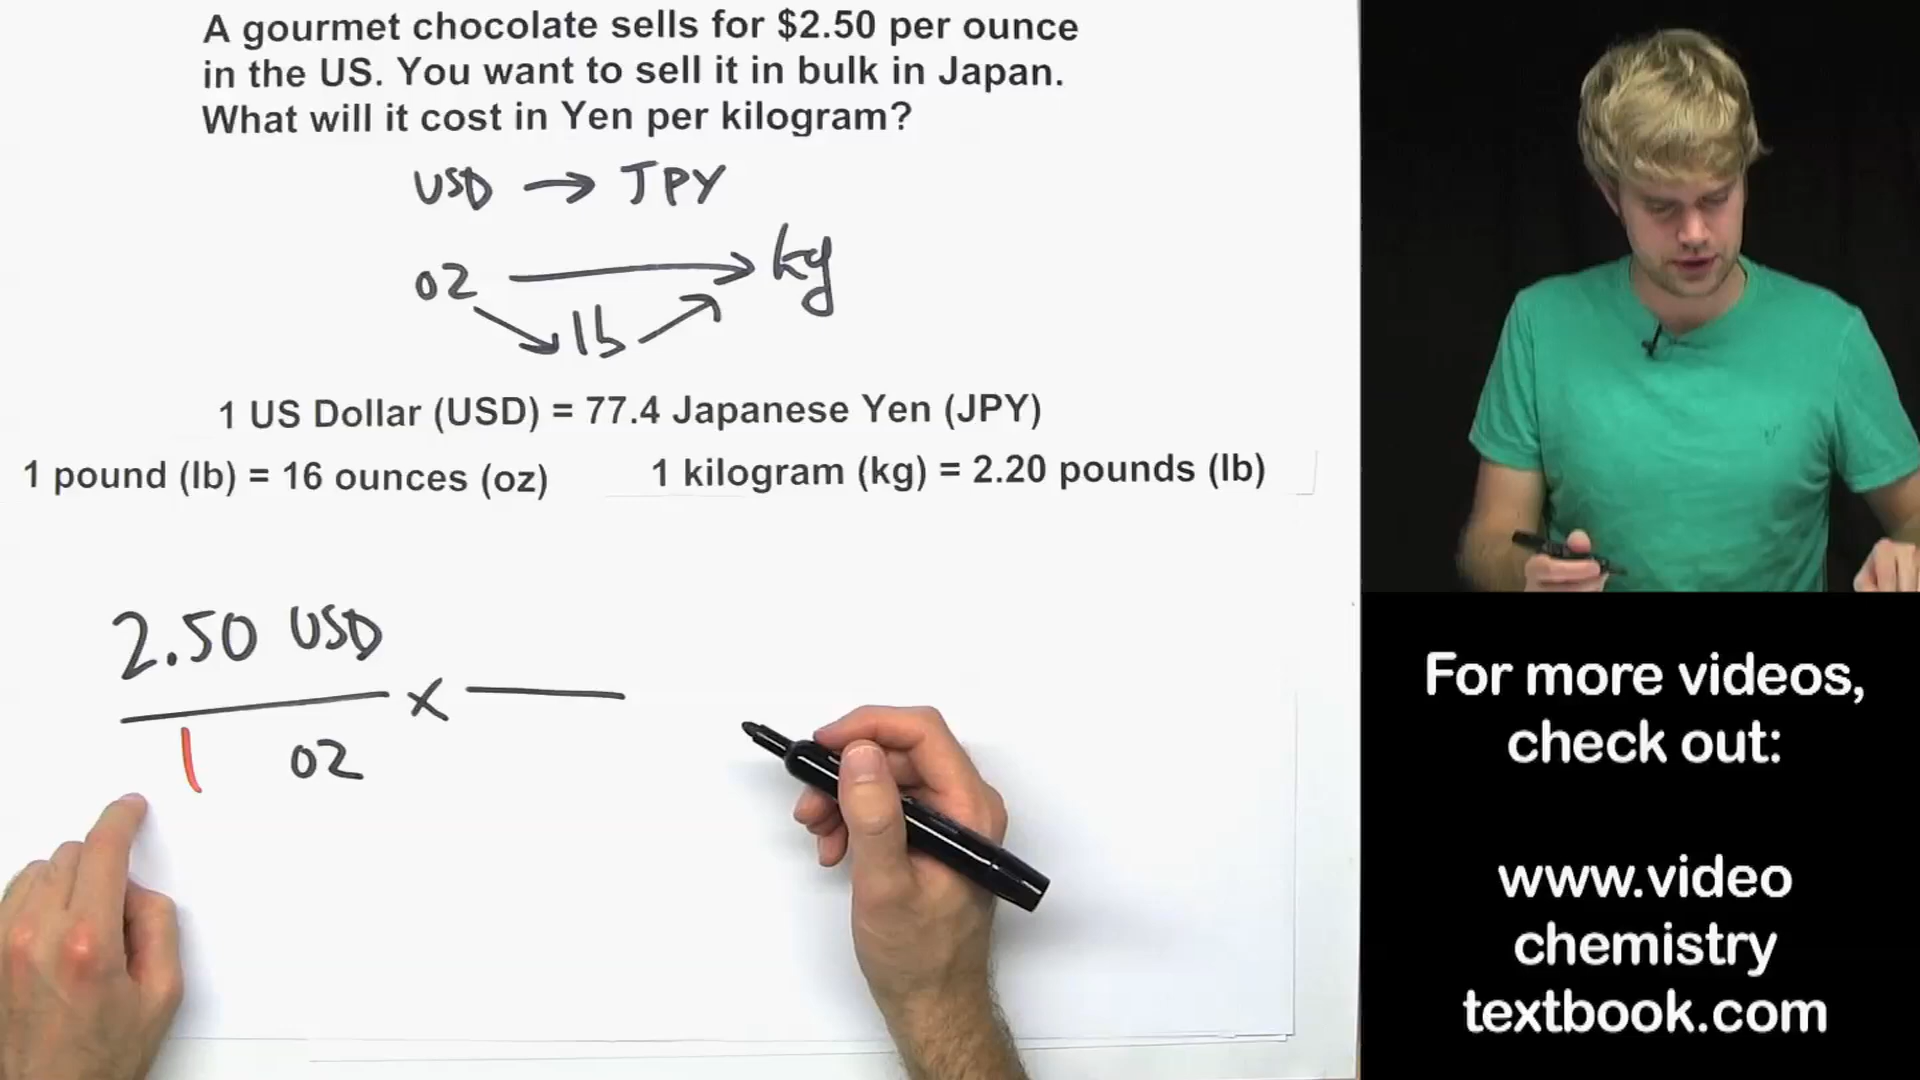 A gourmet chocolate sells for $2.50 per ounce
in the US. You want to sell it in bulk in Japan.
What will it cost in Yen per kilogram?
USD → JPY
oz → kg
lb
1 US Dollar (USD) = 77.4 Japanese Yen (JPY)
1 pound (lb) = 16 ounces (oz)
1 kilogram (kg) = 2.20 pounds (lb)
2.50 USD
×
1 oz
For more videos,
check out:
www.video
chemistry
textbook.com